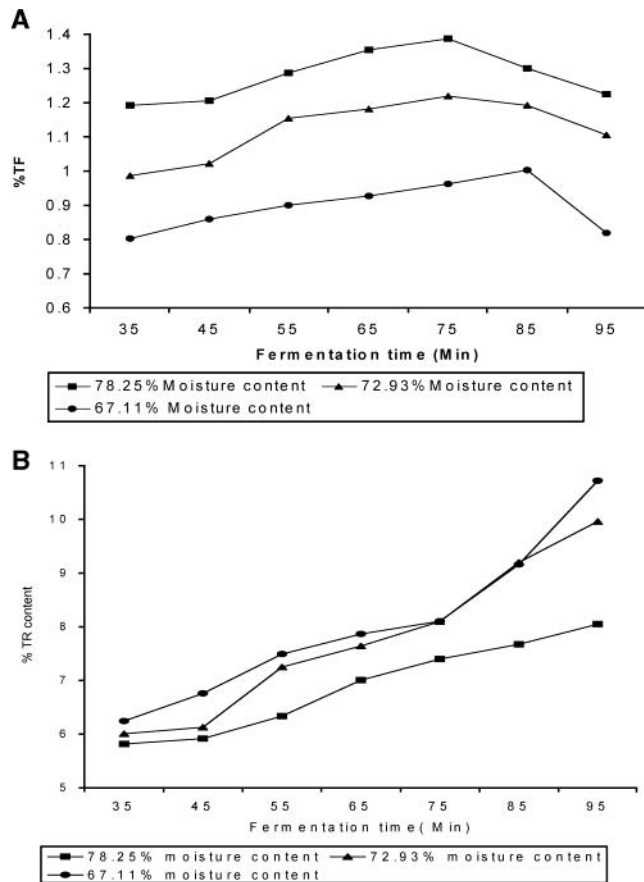 A
1.4
1.3
1.2
1.1
1
0.9
0.8
0.7
0.6
%TF
35 45 55 65 75 85 95
Fermentation time (Min)
78.25% Moisture content 72.93% Moisture content
67.11% Moisture content
B
11
10
9
8
7
6
5
% TR content
35 45 55 65 75 85 95
Fermentation time( Min)
78.25% moisture content 72.93% moisture content
67.11% moisture content